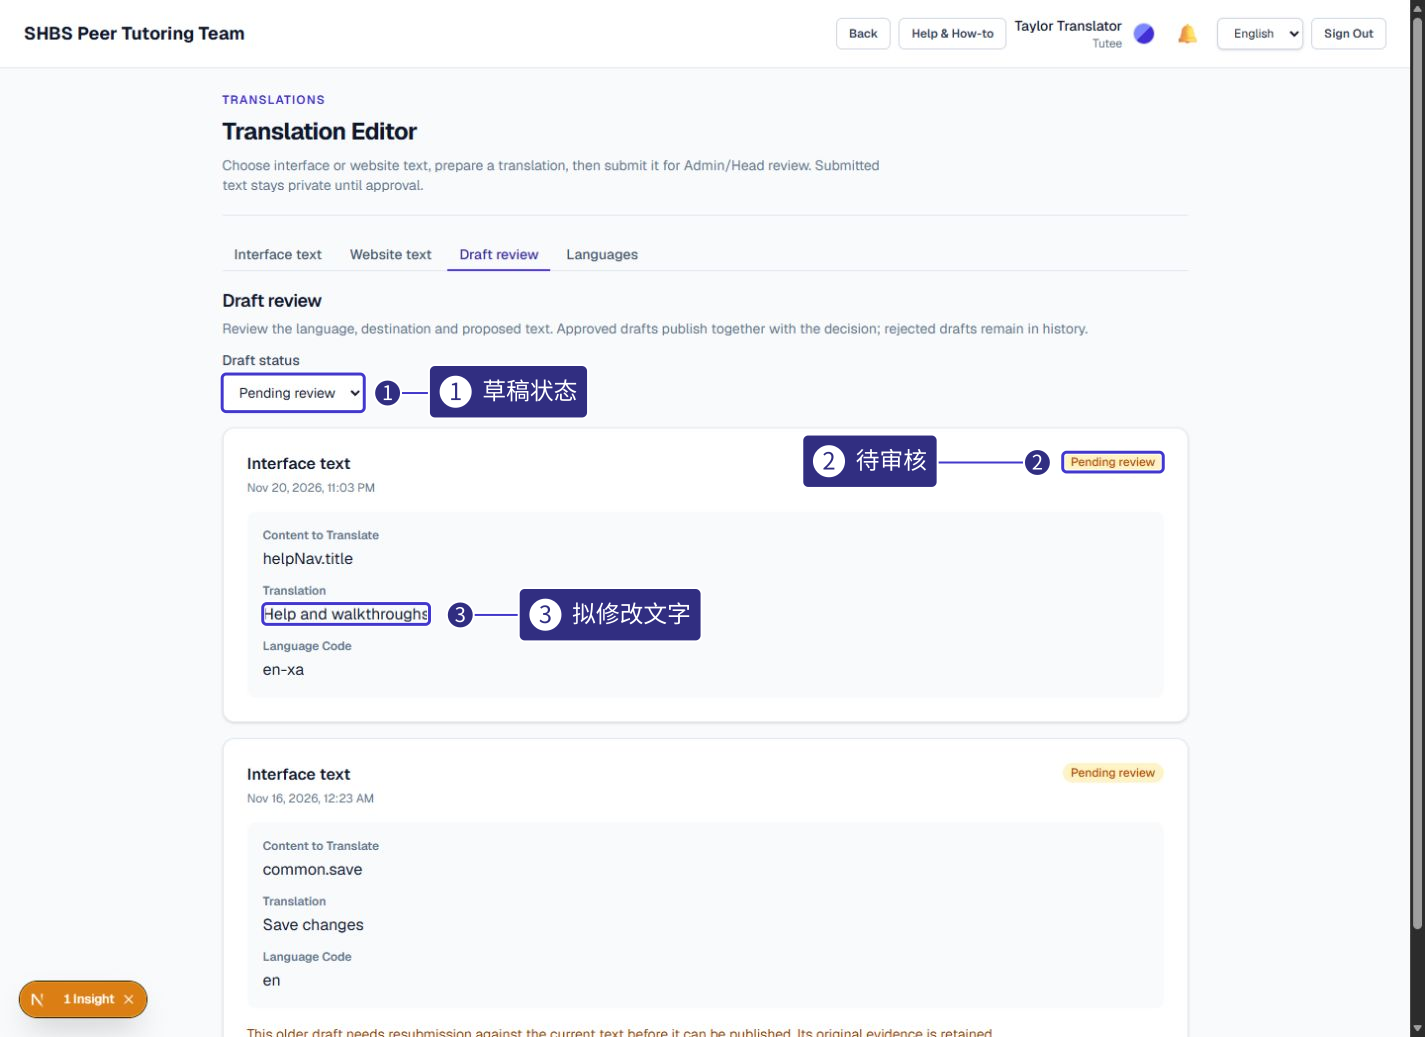 SHBS Peer Tutoring Team
Back
Help & How-to
Taylor Translator
Tutee
English
Sign Out
TRANSLATIONS
Translation Editor
Choose interface or website text, prepare a translation, then submit it for Admin/Head review. Submitted
text stays private until approval.
Interface text
Website text
Draft review
Languages
Draft review
Review the language, destination and proposed text. Approved drafts publish together with the decision; rejected drafts remain in history.
Draft status
Pending review
1
1 草稿状态
Interface text
2 待审核
2
Pending review
Nov 20, 2026, 11:03 PM
Content to Translate
helpNav.title
Translation
Help and walkthroughs
3
3 拟修改文字
Language Code
en-xa
Interface text
Pending review
Nov 16, 2026, 12:23 AM
Content to Translate
common.save
Translation
Save changes
Language Code
en
N 1 Insight
This older draft needs resubmission against the current text before it can be published. Its original evidence is retained.